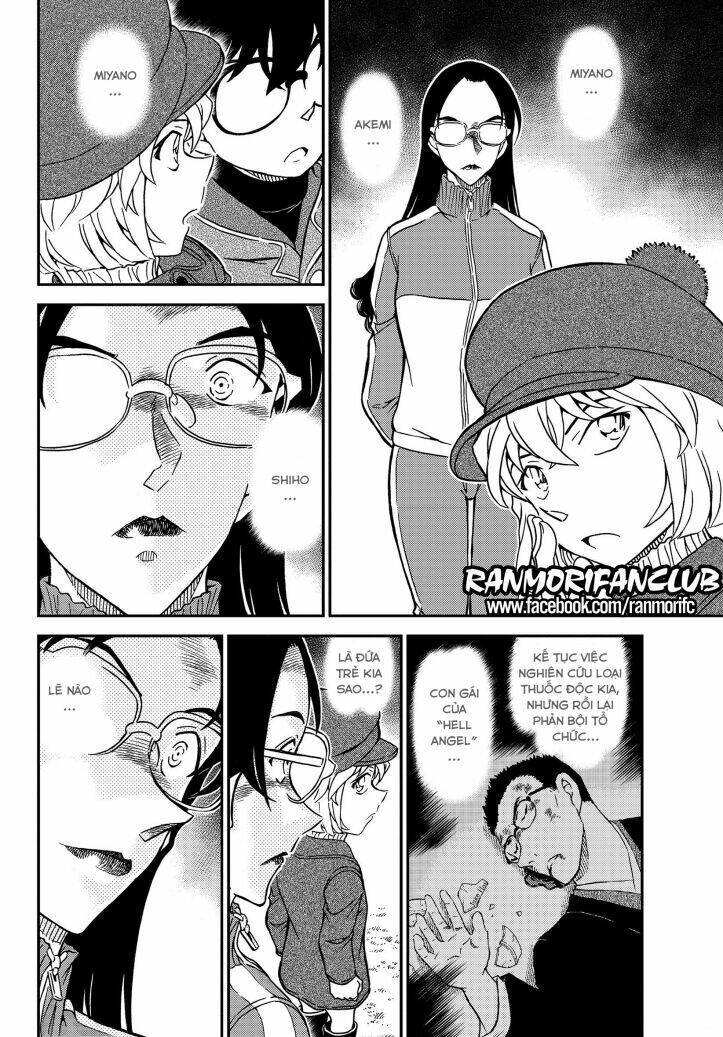 MIYANO
...
AKEMI
...
MIYANO
...
SHIHO
...
RANMORIFANCLUB
www.facebook.com/ranmorifc
KẾ TỤC VIỆC
NGHIÊN CỨU LOẠI
THUỐC ĐỘC KIA,
NHƯNG RỒI LẠI
PHẢN BỘI TỔ
CHỨC...
CON GÁI
CỦA
"HELL
ANGEL"
...
LÀ ĐỨA
TRẺ KIA
SAO...?
LẼ NÀO
...